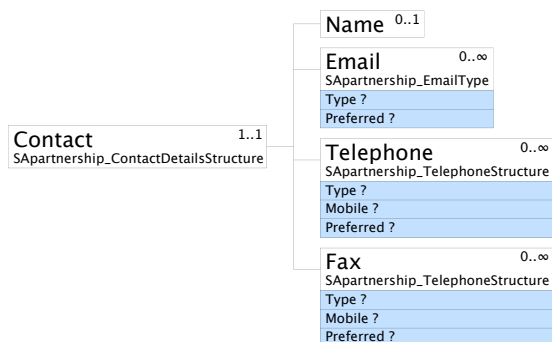 Contact 1..1
SApartnership_ContactDetailsStructure
Name 0..1
Email 0..∞
SApartnership_EmailType
Type ?
Preferred ?
Telephone 0..∞
SApartnership_TelephoneStructure
Type ?
Mobile ?
Preferred ?
Fax 0..∞
SApartnership_TelephoneStructure
Type ?
Mobile ?
Preferred ?